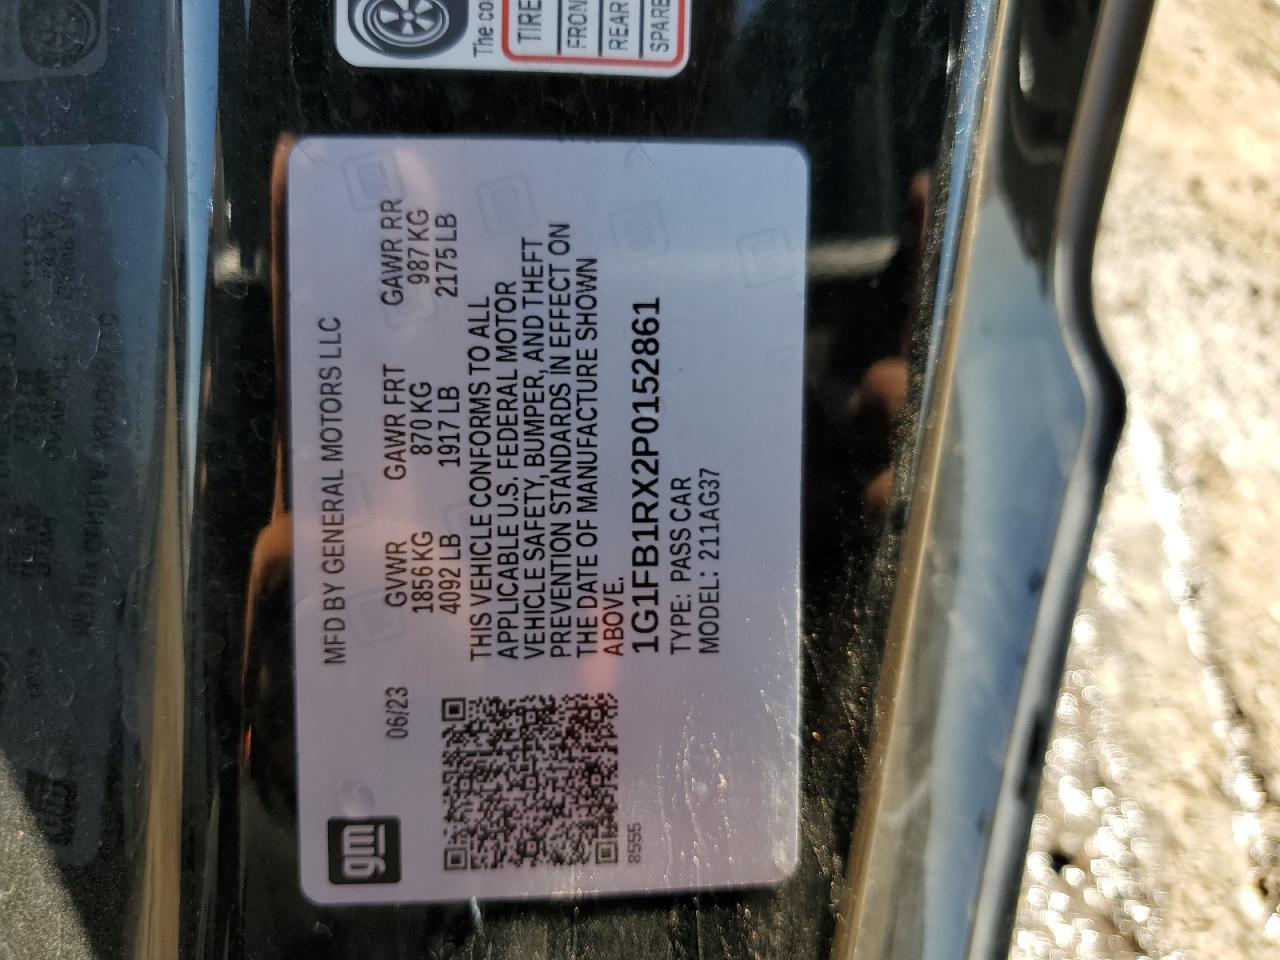 The co
TIRE
FRON
REAR
SPARE
MFD BY GENERAL MOTORS LLC
06/23 GVWR GAWR FRT GAWR RR
1856 KG 870 KG 987 KG
4092 LB 1917 LB 2175 LB
THIS VEHICLE CONFORMS TO ALL
APPLICABLE U.S. FEDERAL MOTOR
VEHICLE SAFETY, BUMPER, AND THEFT
PREVENTION STANDARDS IN EFFECT ON
THE DATE OF MANUFACTURE SHOWN
ABOVE.
1G1FB1RX2P0152861
TYPE: PASS CAR
MODEL: 211AG37
gm
8555